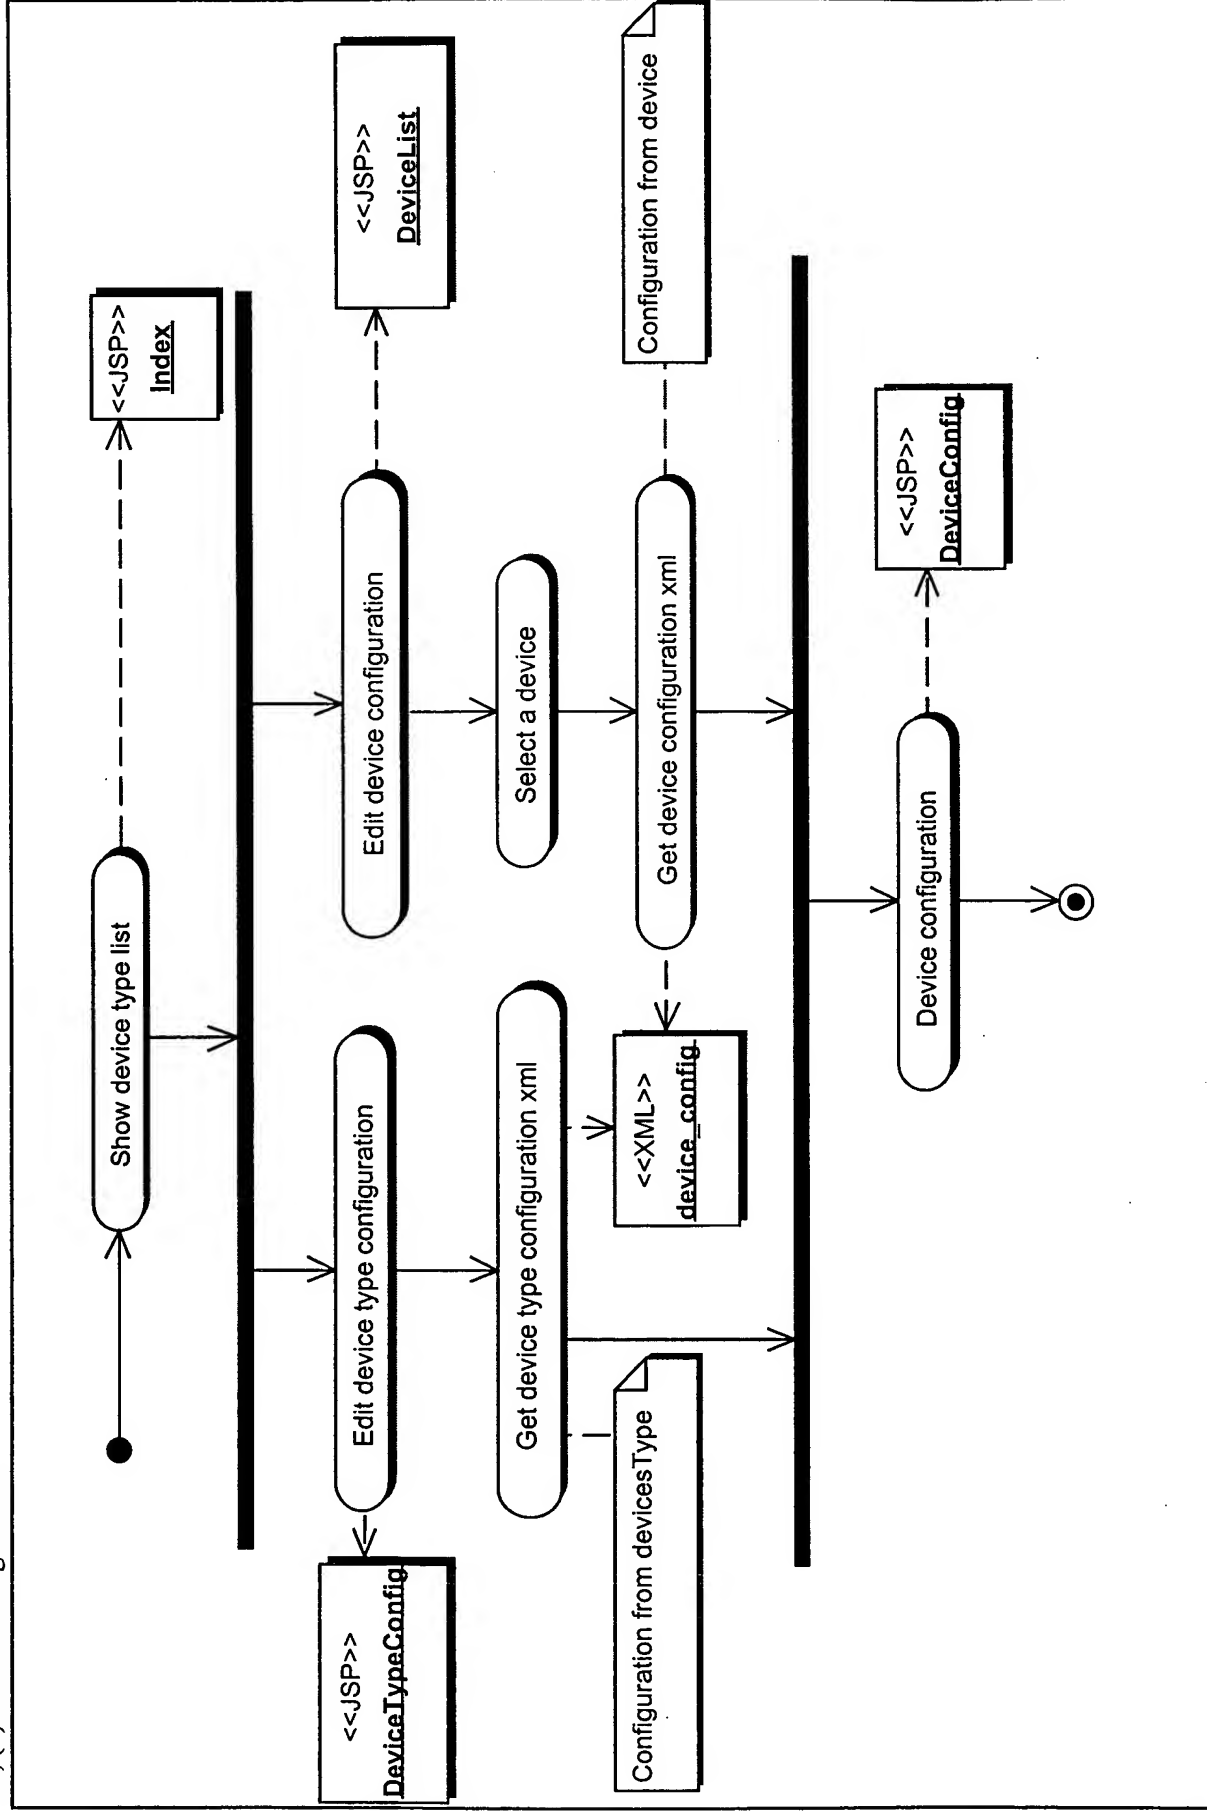 Show device type list
<<JSP>>
Index
<<JSP>>
DeviceTypeConfig
Edit device type configuration
Edit device configuration
<<JSP>>
DeviceList
Get device type configuration xml
Select a device
Configuration from devicesType
<<XML>>
device_config
Get device configuration xml
Configuration from device
Device configuration
<<JSP>>
DeviceConfig